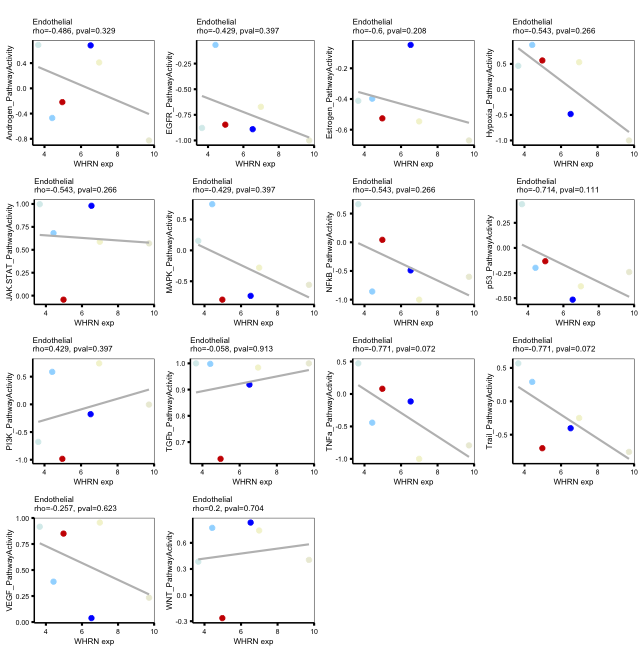 Endothelial
rho=-0.486, pval=0.329
Endothelial
rho=-0.429, pval=0.397
Endothelial
rho=-0.6, pval=0.208
Endothelial
rho=-0.543, pval=0.266
Androgen_PathwayActivity
0.4
0.0
-0.4
-0.8
4
6
8
10
WHRN exp
EGFR_PathwayActivity
-0.25
-0.50
-0.75
-1.00
4
6
8
10
WHRN exp
Estrogen_PathwayActivity
-0.2
-0.4
-0.6
4
6
8
10
WHRN exp
Hypoxia_PathwayActivity
0.5
0.0
-0.5
-1.0
4
6
8
10
WHRN exp
Endothelial
rho=-0.543, pval=0.266
Endothelial
rho=-0.429, pval=0.397
Endothelial
rho=-0.543, pval=0.266
Endothelial
rho=-0.714, pval=0.111
JAK.STAT_PathwayActivity
1.00
0.75
0.50
0.25
0.00
4
6
8
10
WHRN exp
MAPK_PathwayActivity
0.5
0.0
-0.5
4
6
8
10
WHRN exp
NFkB_PathwayActivity
0.5
0.0
-0.5
-1.0
4
6
8
10
WHRN exp
p53_PathwayActivity
0.25
0.00
-0.25
-0.50
4
6
8
10
WHRN exp
Endothelial
rho=0.429, pval=0.397
Endothelial
rho=-0.058, pval=0.913
Endothelial
rho=-0.771, pval=0.072
Endothelial
rho=-0.771, pval=0.072
PI3K_PathwayActivity
0.5
0.0
-0.5
-1.0
4
6
8
10
WHRN exp
TGFb_PathwayActivity
1.0
0.9
0.8
0.7
4
6
8
10
WHRN exp
TNFa_PathwayActivity
0.5
0.0
-0.5
-1.0
4
6
8
10
WHRN exp
Trail_PathwayActivity
0.5
0.0
-0.5
4
6
8
10
WHRN exp
Endothelial
rho=-0.257, pval=0.623
Endothelial
rho=0.2, pval=0.704
VEGF_PathwayActivity
1.00
0.75
0.50
0.25
0.00
4
6
8
10
WHRN exp
WNT_PathwayActivity
0.6
0.3
0.0
-0.3
4
6
8
10
WHRN exp